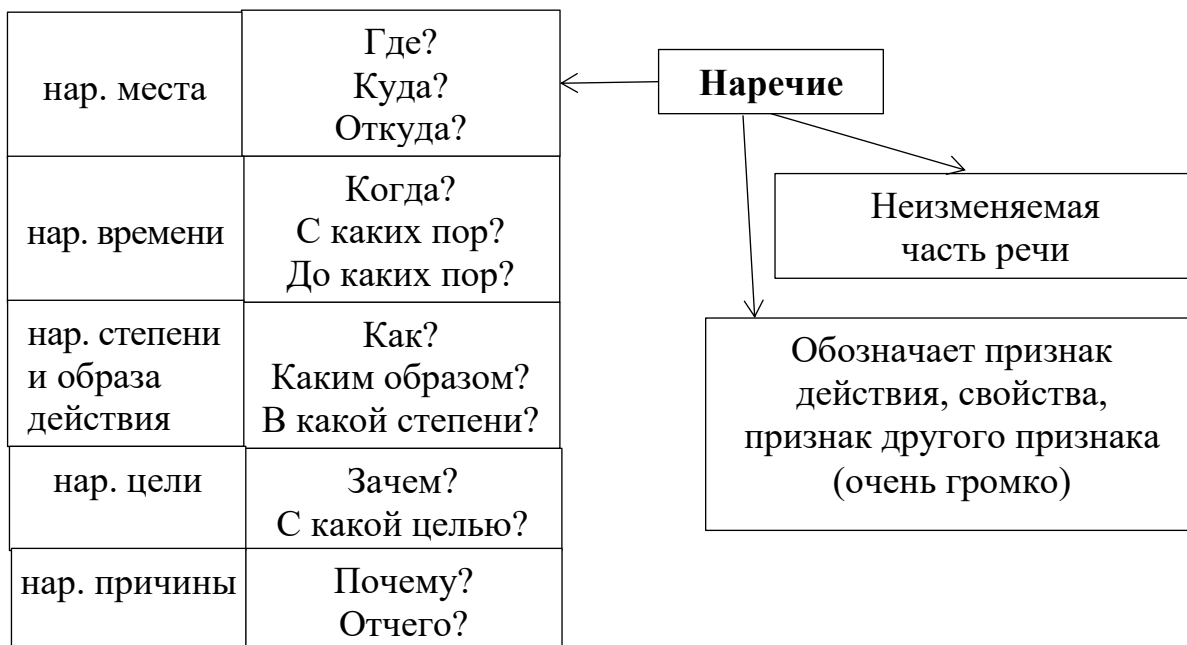 нар. места
Где?
Куда?
Откуда?
нар. времени
Когда?
С каких пор?
До каких пор?
нар. степени
и образа
действия
Как?
Каким образом?
В какой степени?
нар. цели
Зачем?
С какой целью?
нар. причины
Почему?
Отчего?
Наречие
Неизменяемая
часть речи
Обозначает признак
действия, свойства,
признак другого признака
(очень громко)